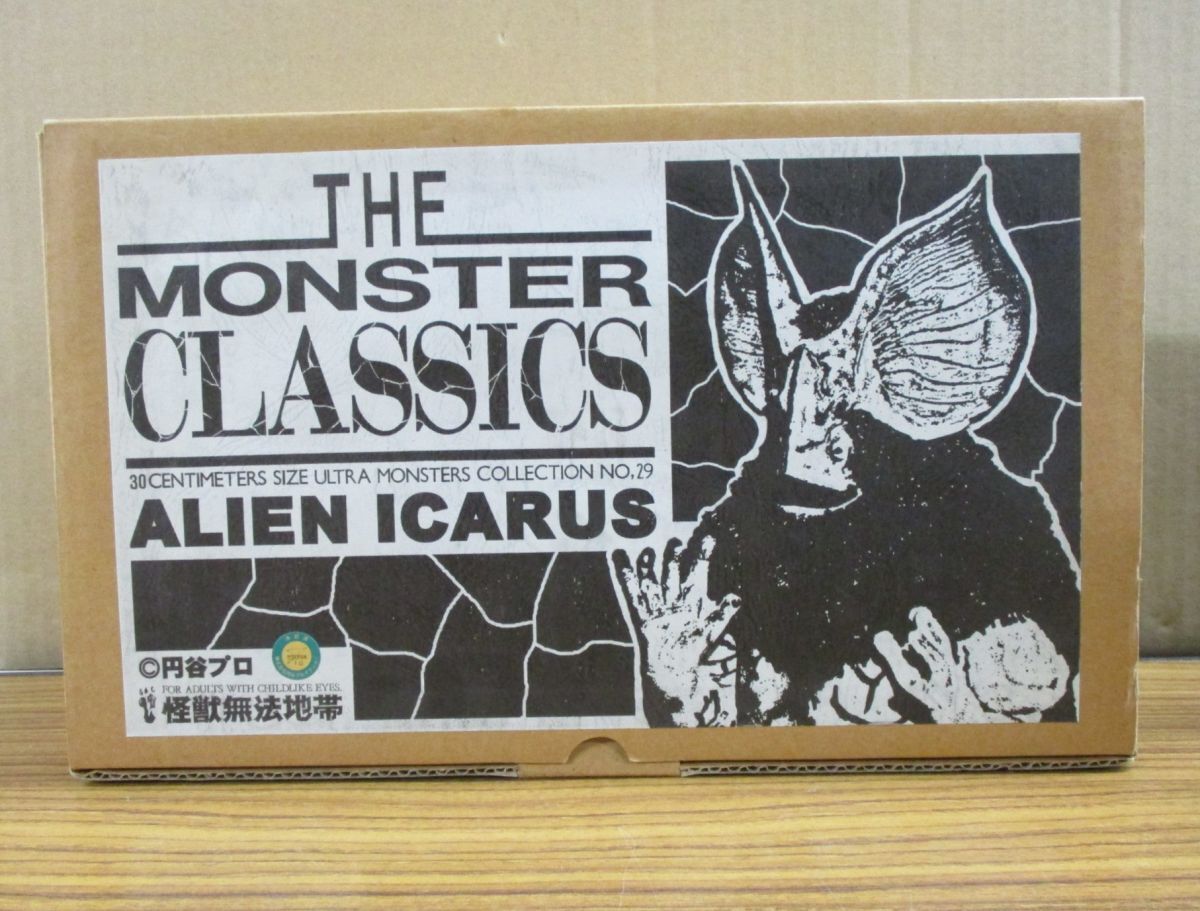 THE
MONSTER
CLASSICS
30 CENTIMETERS SIZE ULTRA MONSTERS COLLECTION NO,29
ALIEN ICARUS
©円谷プロ
FOR ADULTS WITH CHILDLIKE EYES.
怪獣無法地帯